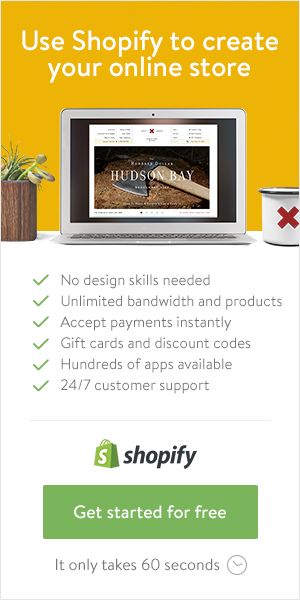 Use Shopify to create
your online store
HUDSON BAY
No design skills needed
Unlimited bandwidth and products
Accept payments instantly
Gift cards and discount codes
Hundreds of apps available
24/7 customer support
shopify
Get started for free
It only takes 60 seconds